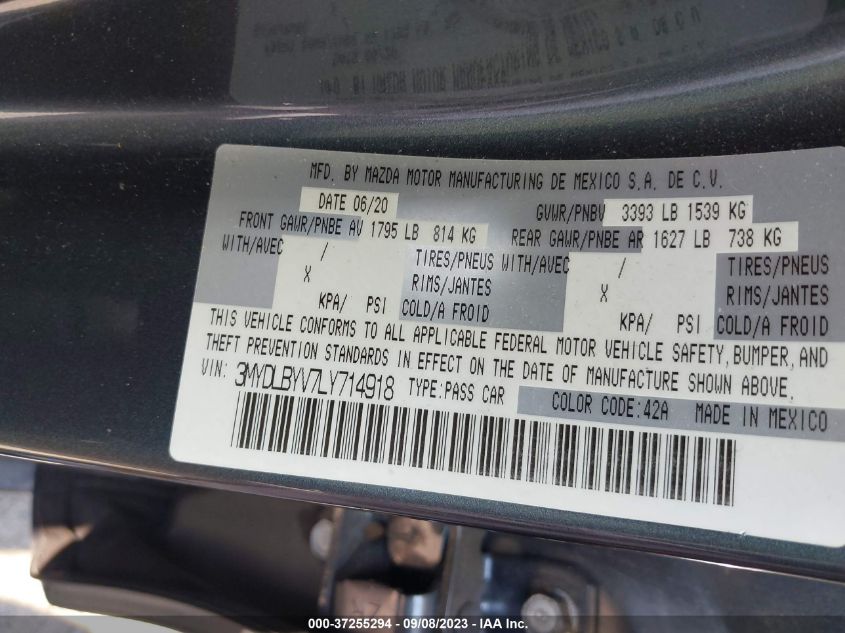 MFD. BY MAZDA MOTOR MANUFACTURING DE MEXICO S.A. DE C.V.
DATE 06/20 GVWR/PNBV 3393 LB 1539 KG
FRONT GAWR/PNBE AV 1795 LB 814 KG REAR GAWR/PNBE AR 1627 LB 738 KG
WITH/AVEC / TIRES/PNEUS WITH/AVEC / TIRES/PNEUS
X RIMS/JANTES X RIMS/JANTES
KPA/ PSI COLD/A FROID KPA/ PSI COLD/A FROID
THIS VEHICLE CONFORMS TO ALL APPLICABLE FEDERAL MOTOR VEHICLE SAFETY, BUMPER, AND
THEFT PREVENTION STANDARDS IN EFFECT ON THE DATE OF MANUFACTURE SHOWN ABOVE.
VIN: 3MYDLBYV7LY714918 TYPE:PASS CAR COLOR CODE:42A MADE IN MEXICO
000-37255294 - 09/08/2023 - IAAI.com